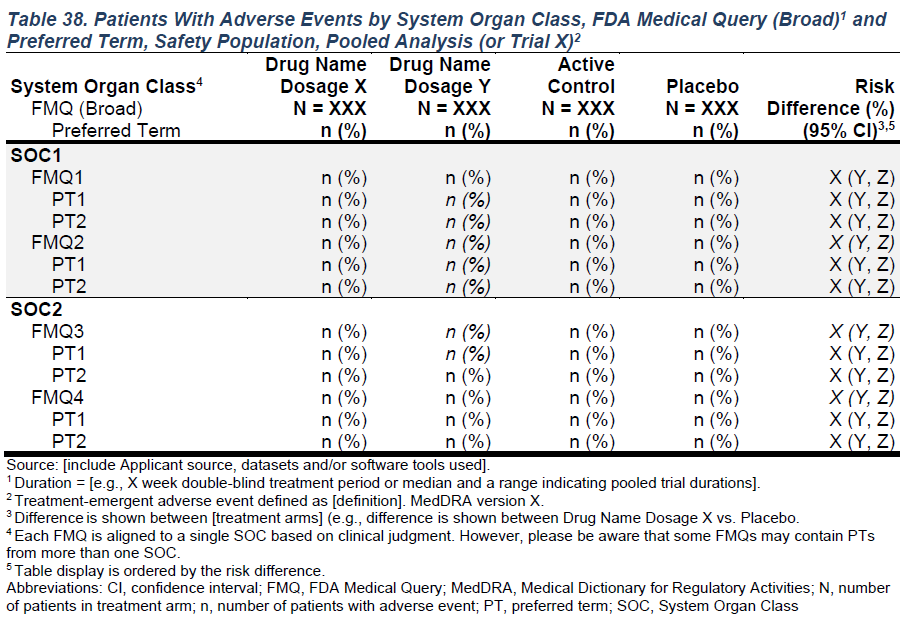 Table 38. Patients With Adverse Events by System Organ Class, FDA Medical Query (Broad)1 and
Preferred Term, Safety Population, Pooled Analysis (or Trial X)2
System Organ Class4
FMQ (Broad)
Preferred Term
Drug Name
Dosage X
N = XXX
n (%)
Drug Name
Dosage Y
N = XXX
n (%)
Active
Control
N = XXX
n (%)
Placebo
N = XXX
n (%)
Risk
Difference (%)
(95% CI)3,5
SOC1
FMQ1 n (%) n (%) n (%) n (%) X (Y, Z)
PT1 n (%) n (%) n (%) n (%) X (Y, Z)
PT2 n (%) n (%) n (%) n (%) X (Y, Z)
FMQ2 n (%) n (%) n (%) n (%) X (Y, Z)
PT1 n (%) n (%) n (%) n (%) X (Y, Z)
PT2 n (%) n (%) n (%) n (%) X (Y, Z)
SOC2
FMQ3 n (%) n (%) n (%) n (%) X (Y, Z)
PT1 n (%) n (%) n (%) n (%) X (Y, Z)
PT2 n (%) n (%) n (%) n (%) X (Y, Z)
FMQ4 n (%) n (%) n (%) n (%) X (Y, Z)
PT1 n (%) n (%) n (%) n (%) X (Y, Z)
PT2 n (%) n (%) n (%) n (%) X (Y, Z)
Source: [include Applicant source, datasets and/or software tools used].
1 Duration = [e.g., X week double-blind treatment period or median and a range indicating pooled trial durations].
2 Treatment-emergent adverse event defined as [definition]. MedDRA version X.
3 Difference is shown between [treatment arms] (e.g., difference is shown between Drug Name Dosage X vs. Placebo.
4 Each FMQ is aligned to a single SOC based on clinical judgment. However, please be aware that some FMQs may contain PTs
from more than one SOC.
5 Table display is ordered by the risk difference.
Abbreviations: CI, confidence interval; FMQ, FDA Medical Query; MedDRA, Medical Dictionary for Regulatory Activities; N, number
of patients in treatment arm; n, number of patients with adverse event; PT, preferred term; SOC, System Organ Class